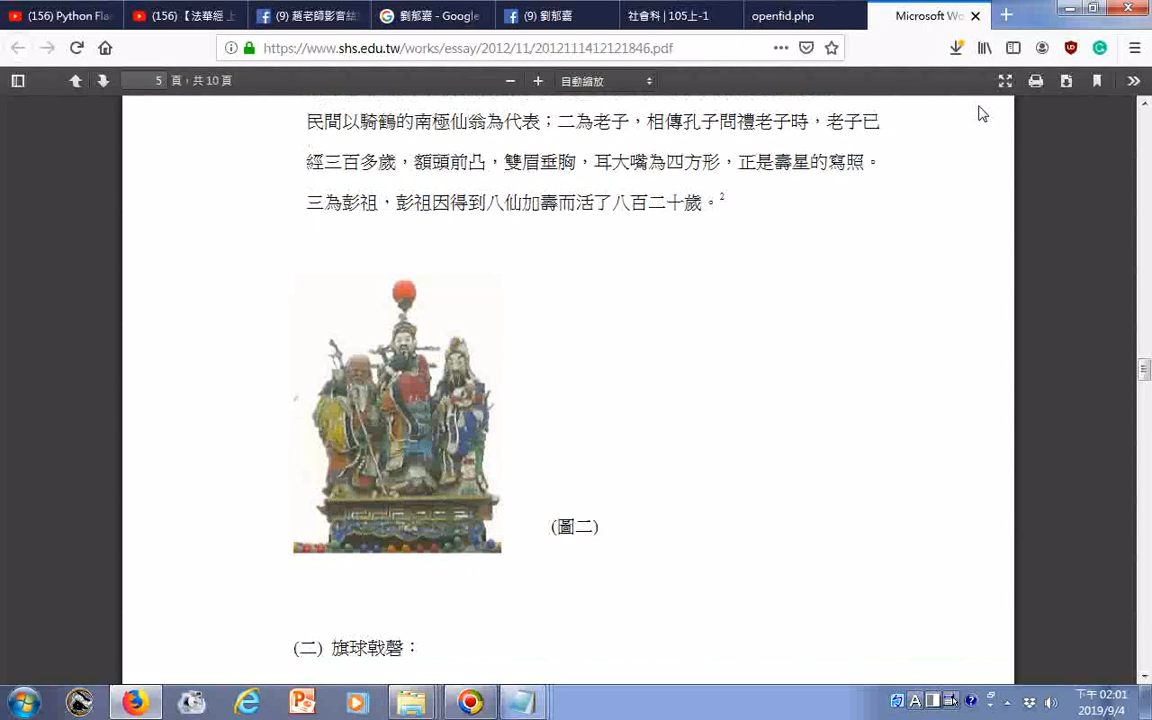 (156) Python Fla
(156)【法華經 上
(9) 趙老師影音結
劉郁嘉 - Google
(9) 劉郁嘉
社會科 | 105上-1
openfid.php
Microsoft Wo
https://www.shs.edu.tw/works/essay/2012/11/2012111412121846.pdf
5 頁，共 10 頁
自動縮放
民間以騎鶴的南極仙翁為代表；二為老子，相傳孔子問禮老子時，老子已
經三百多歲，額頭前凸，雙眉垂胸，耳大嘴為四方形，正是壽星的寫照。
三為彭祖，彭祖因得到八仙加壽而活了八百二十歲。2
(圖二)
(二) 旗球戟磬：
下午 02:01
2019/9/4